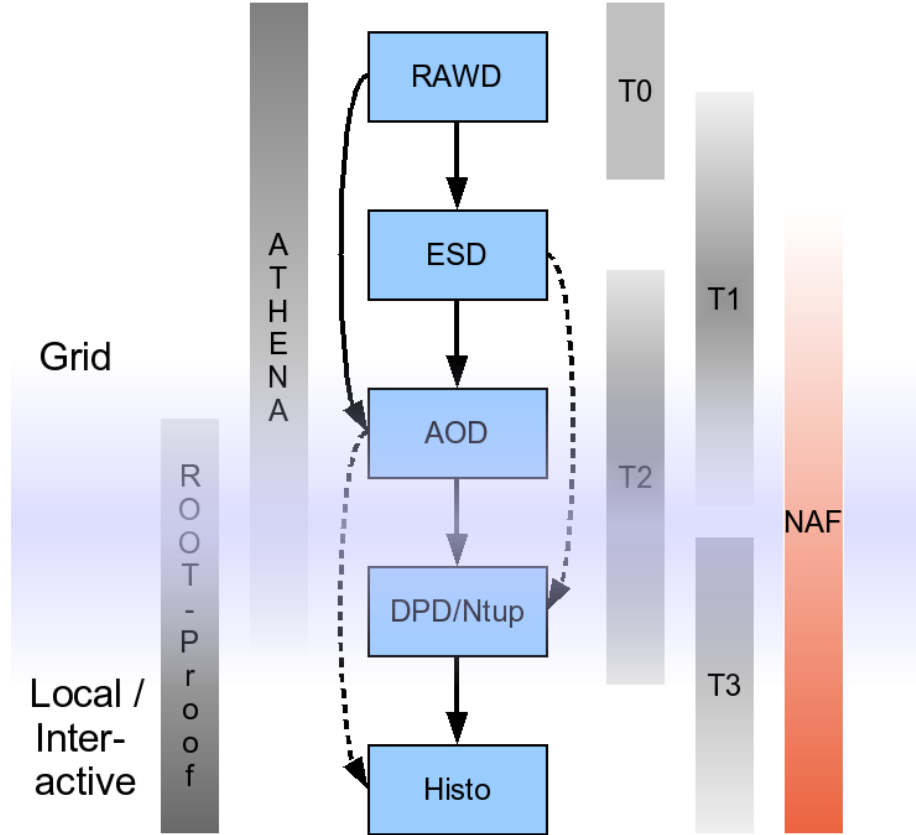 RAWD
T0
ATHENA
ESD
T1
Grid
AOD
T2
ROOT-Proof
NAF
DPD/Ntup
T3
Local /
Inter-
active
Histo